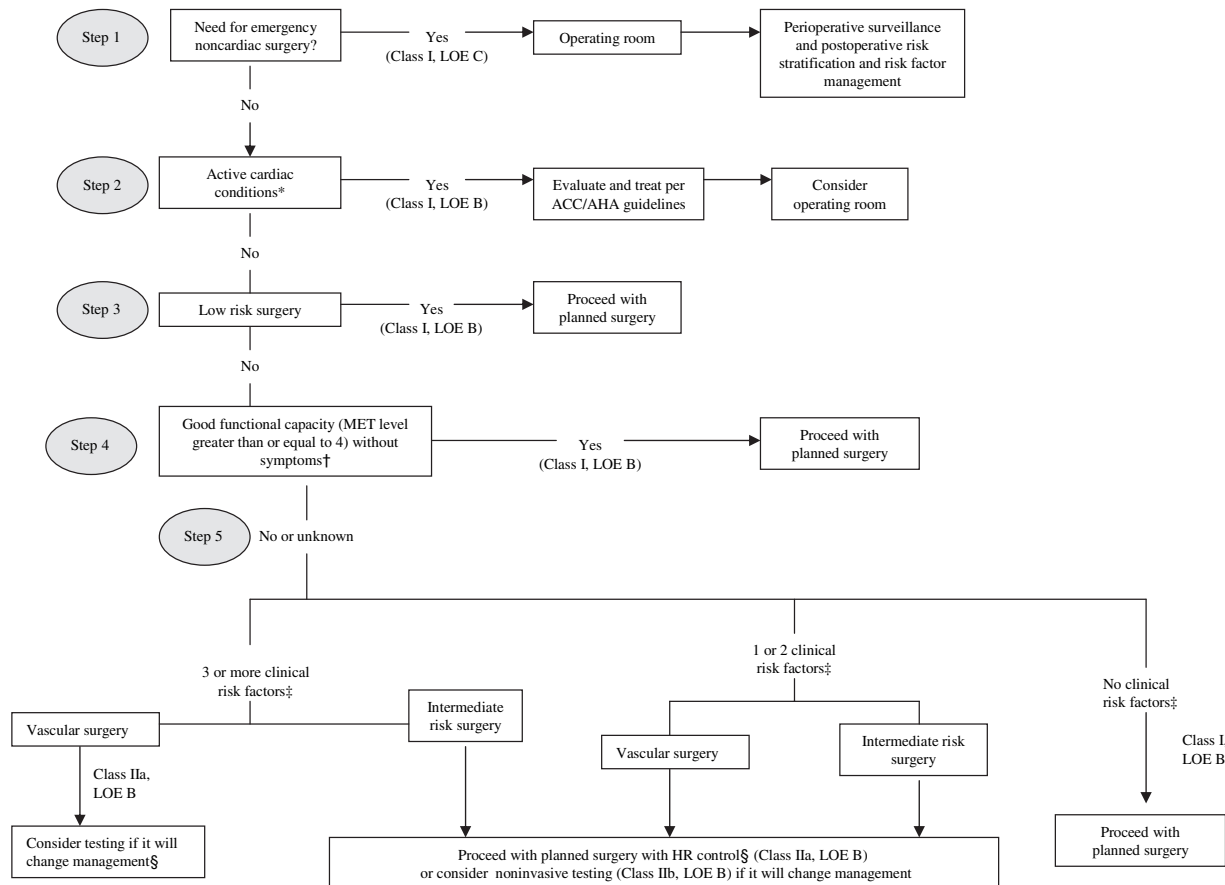 Step 1
Need for emergency
noncardiac surgery?
Yes
(Class I, LOE C)
Operating room
Perioperative surveillance
and postoperative risk
stratification and risk factor
management
No
Step 2
Active cardiac
conditions*
Yes
(Class I, LOE B)
Evaluate and treat per
ACC/AHA guidelines
Consider
operating room
No
Step 3
Low risk surgery
Yes
(Class I, LOE B)
Proceed with
planned surgery
No
Step 4
Good functional capacity (MET level
greater than or equal to 4) without
symptoms†
Yes
(Class I, LOE B)
Proceed with
planned surgery
Step 5
No or unknown
3 or more clinical
risk factors‡
Vascular surgery
Intermediate
risk surgery
Class IIa,
LOE B
Consider testing if it will
change management§
1 or 2 clinical
risk factors‡
Vascular surgery
Intermediate risk
surgery
Proceed with planned surgery with HR control§ (Class IIa, LOE B)
or consider noninvasive testing (Class IIb, LOE B) if it will change management
No clinical
risk factors‡
Class I,
LOE B
Proceed with
planned surgery